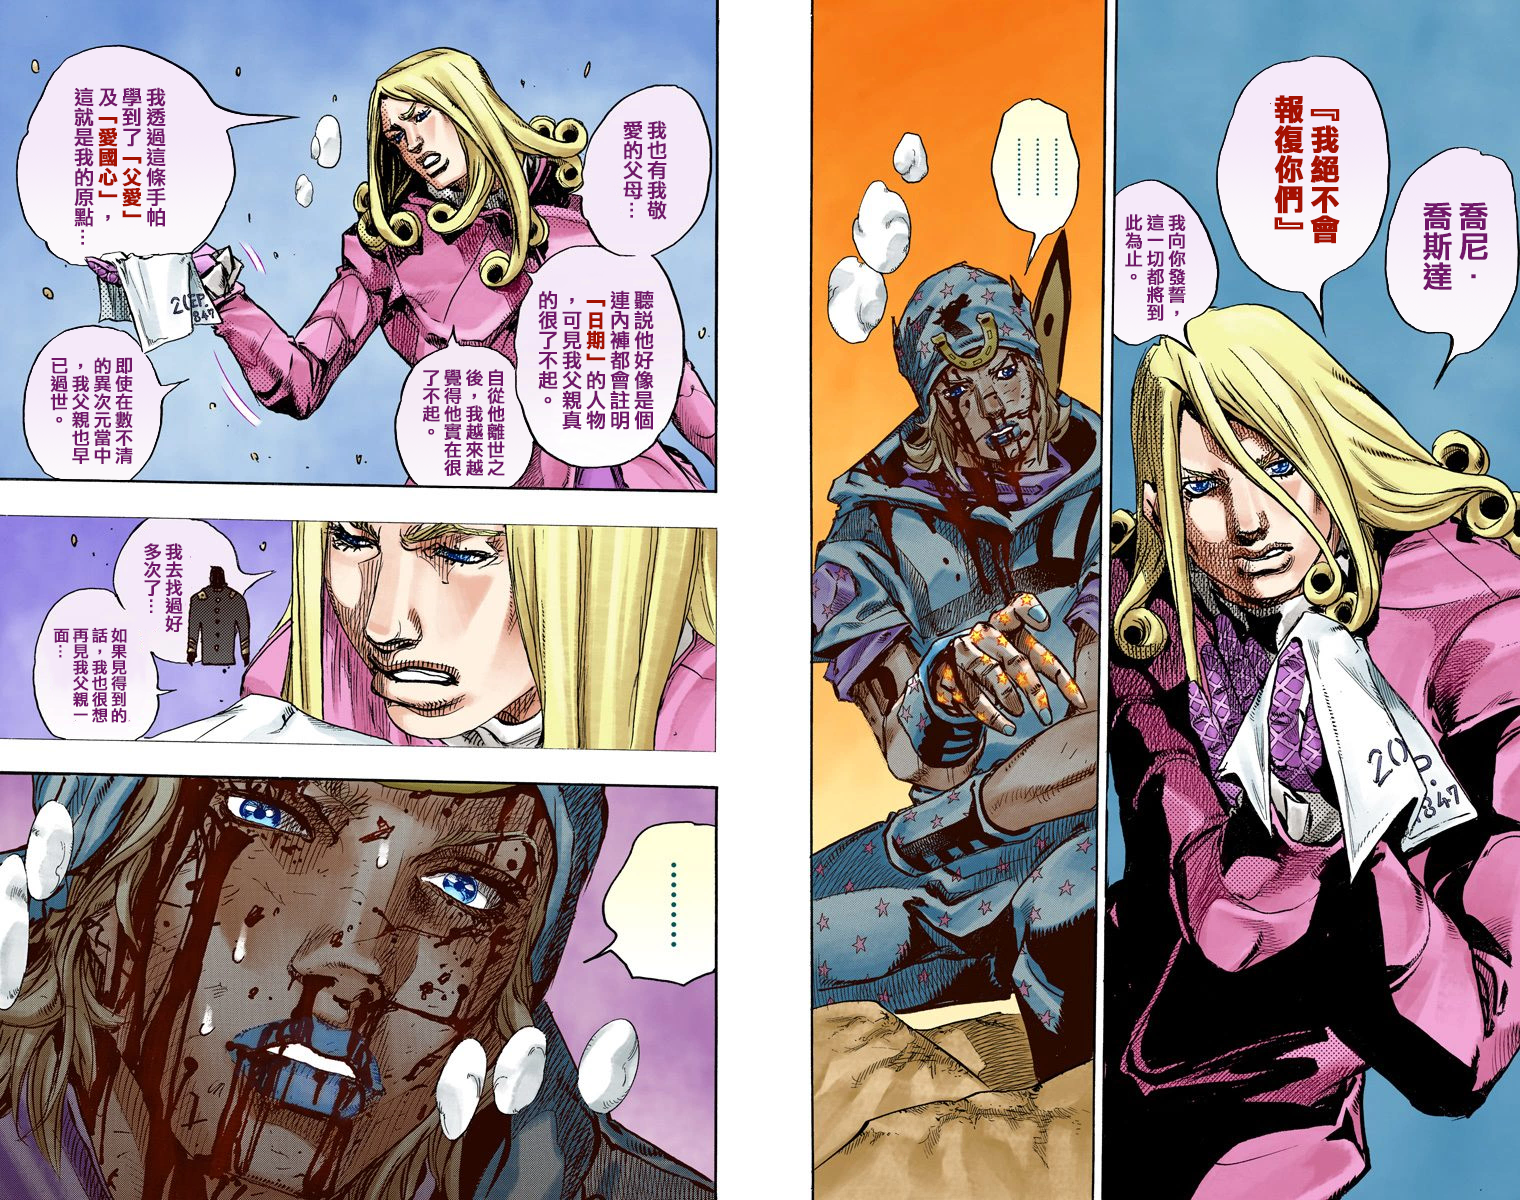 喬尼．
喬斯達
『我絕不會
報復你們』
我向你發誓，
這一切都將到
此為止。
20 P.
.847
…………
…………
我也有我敬
愛的父母…
聽說他好像是個
連內褲都會註明
「日期」的人物
，可見我父親真
的很了不起。
自從他離世之
後，我越來越
覺得他實在很
了不起。
我透過這條手帕
學到了「父愛」
及「愛國心」，
這就是我的原點…
20 EP.
847
即使在數不清
的異次元當中
，我父親也早
已過世。
我去找過好
多次了…
如果見得到的
話，我也很想
再見我父親一
面…
………